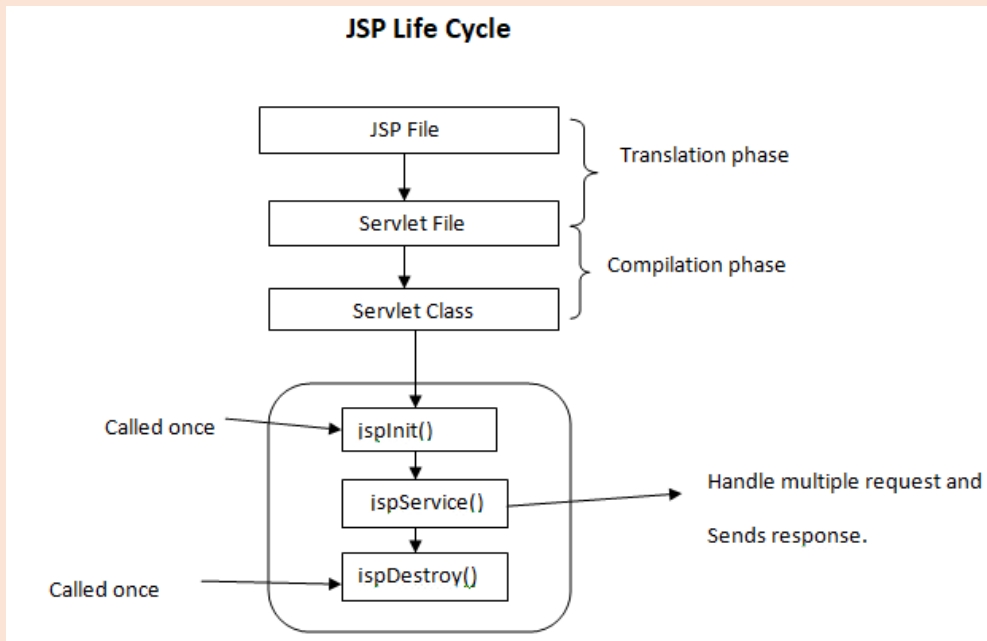 JSP Life Cycle
JSP File
Translation phase
Servlet File
Compilation phase
Servlet Class
Called once
jspInit()
jspService()
Handle multiple request and
Sends response.
jspDestroy()
Called once